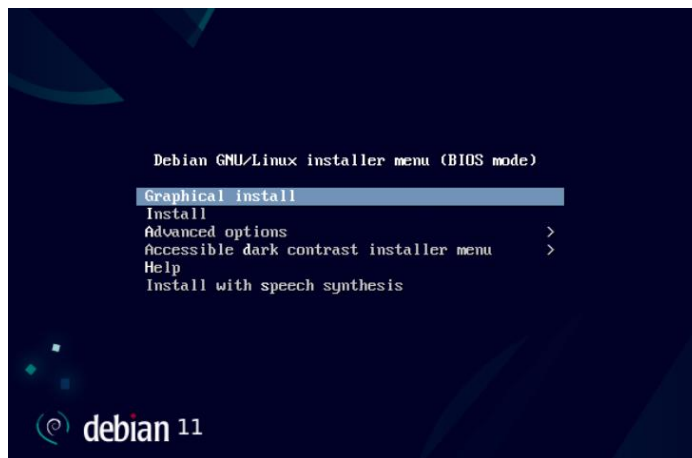 Debian GNU/Linux installer menu (BIOS mode)
Graphical install
Install
Advanced options >
Accessible dark contrast installer menu >
Help
Install with speech synthesis
debian 11